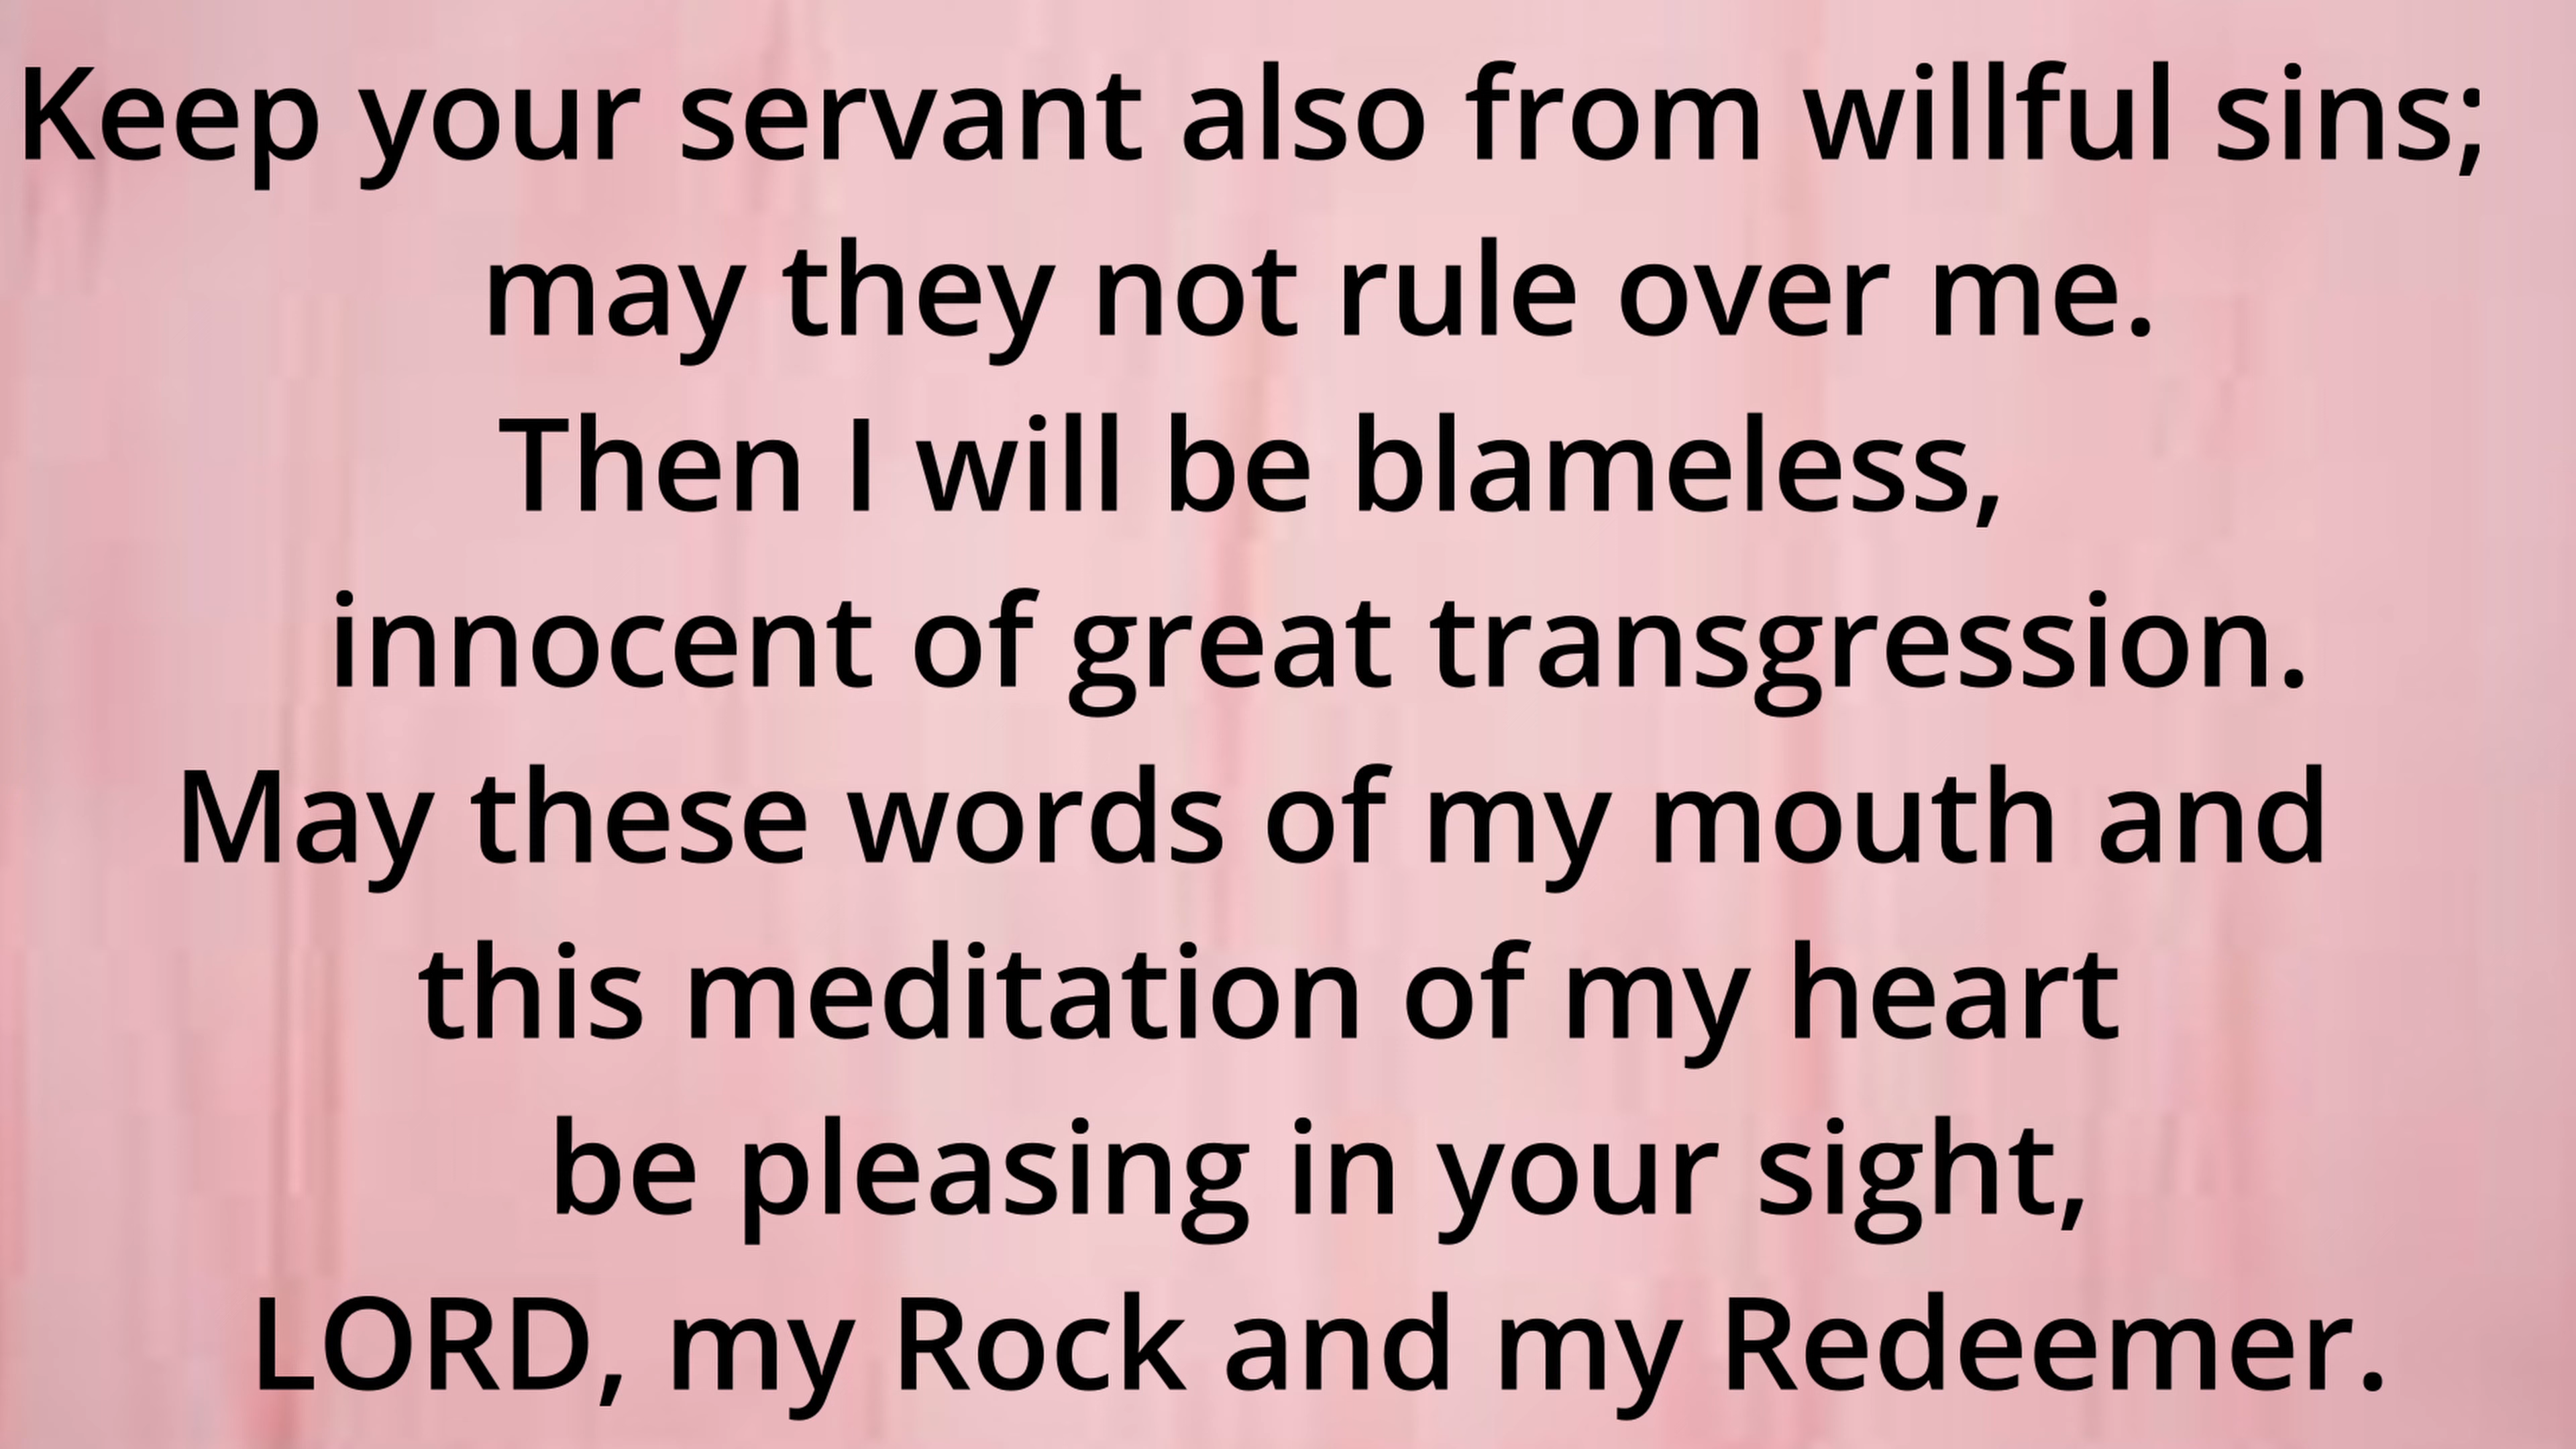 Keep your servant also from willful sins;
may they not rule over me.
Then I will be blameless,
innocent of great transgression.
May these words of my mouth and
this meditation of my heart
be pleasing in your sight,
LORD, my Rock and my Redeemer.